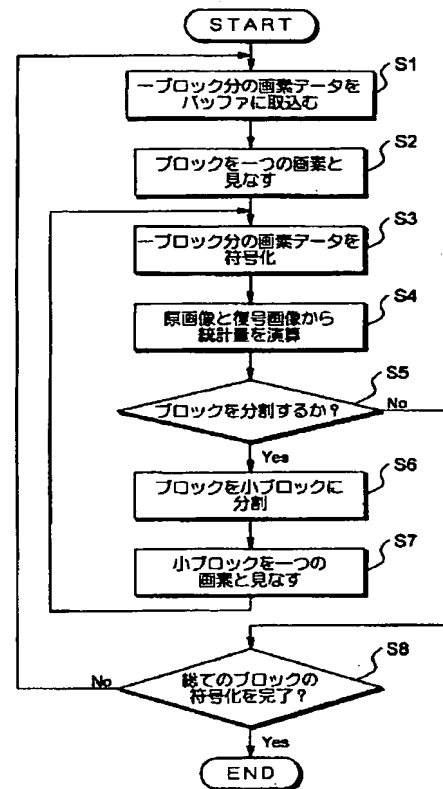 START
S1
一ブロック分の画素データを
バッファに取込む
S2
ブロックを一つの画素と
見なす
S3
一ブロック分の画素データを
符号化
S4
原画像と復号画像から
統計量を演算
S5
ブロックを分割するか?
No
Yes
S6
ブロックを小ブロックに
分割
S7
小ブロックを一つの
画素と見なす
S8
総てのブロックの
符号化を完了?
No
Yes
END